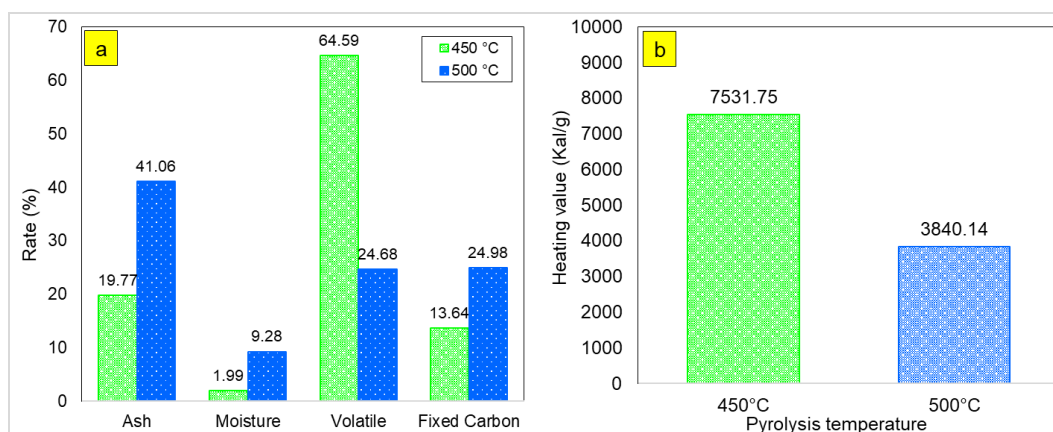 a
Rate (%)
70
60
50
40
30
20
10
0
450 °C
500 °C
19.77
41.06
1.99
9.28
64.59
24.68
13.64
24.98
Ash
Moisture
Volatile
Fixed Carbon
b
Heating value (Kal/g)
10000
9000
8000
7000
6000
5000
4000
3000
2000
1000
0
7531.75
3840.14
450°C
500°C
Pyrolysis temperature